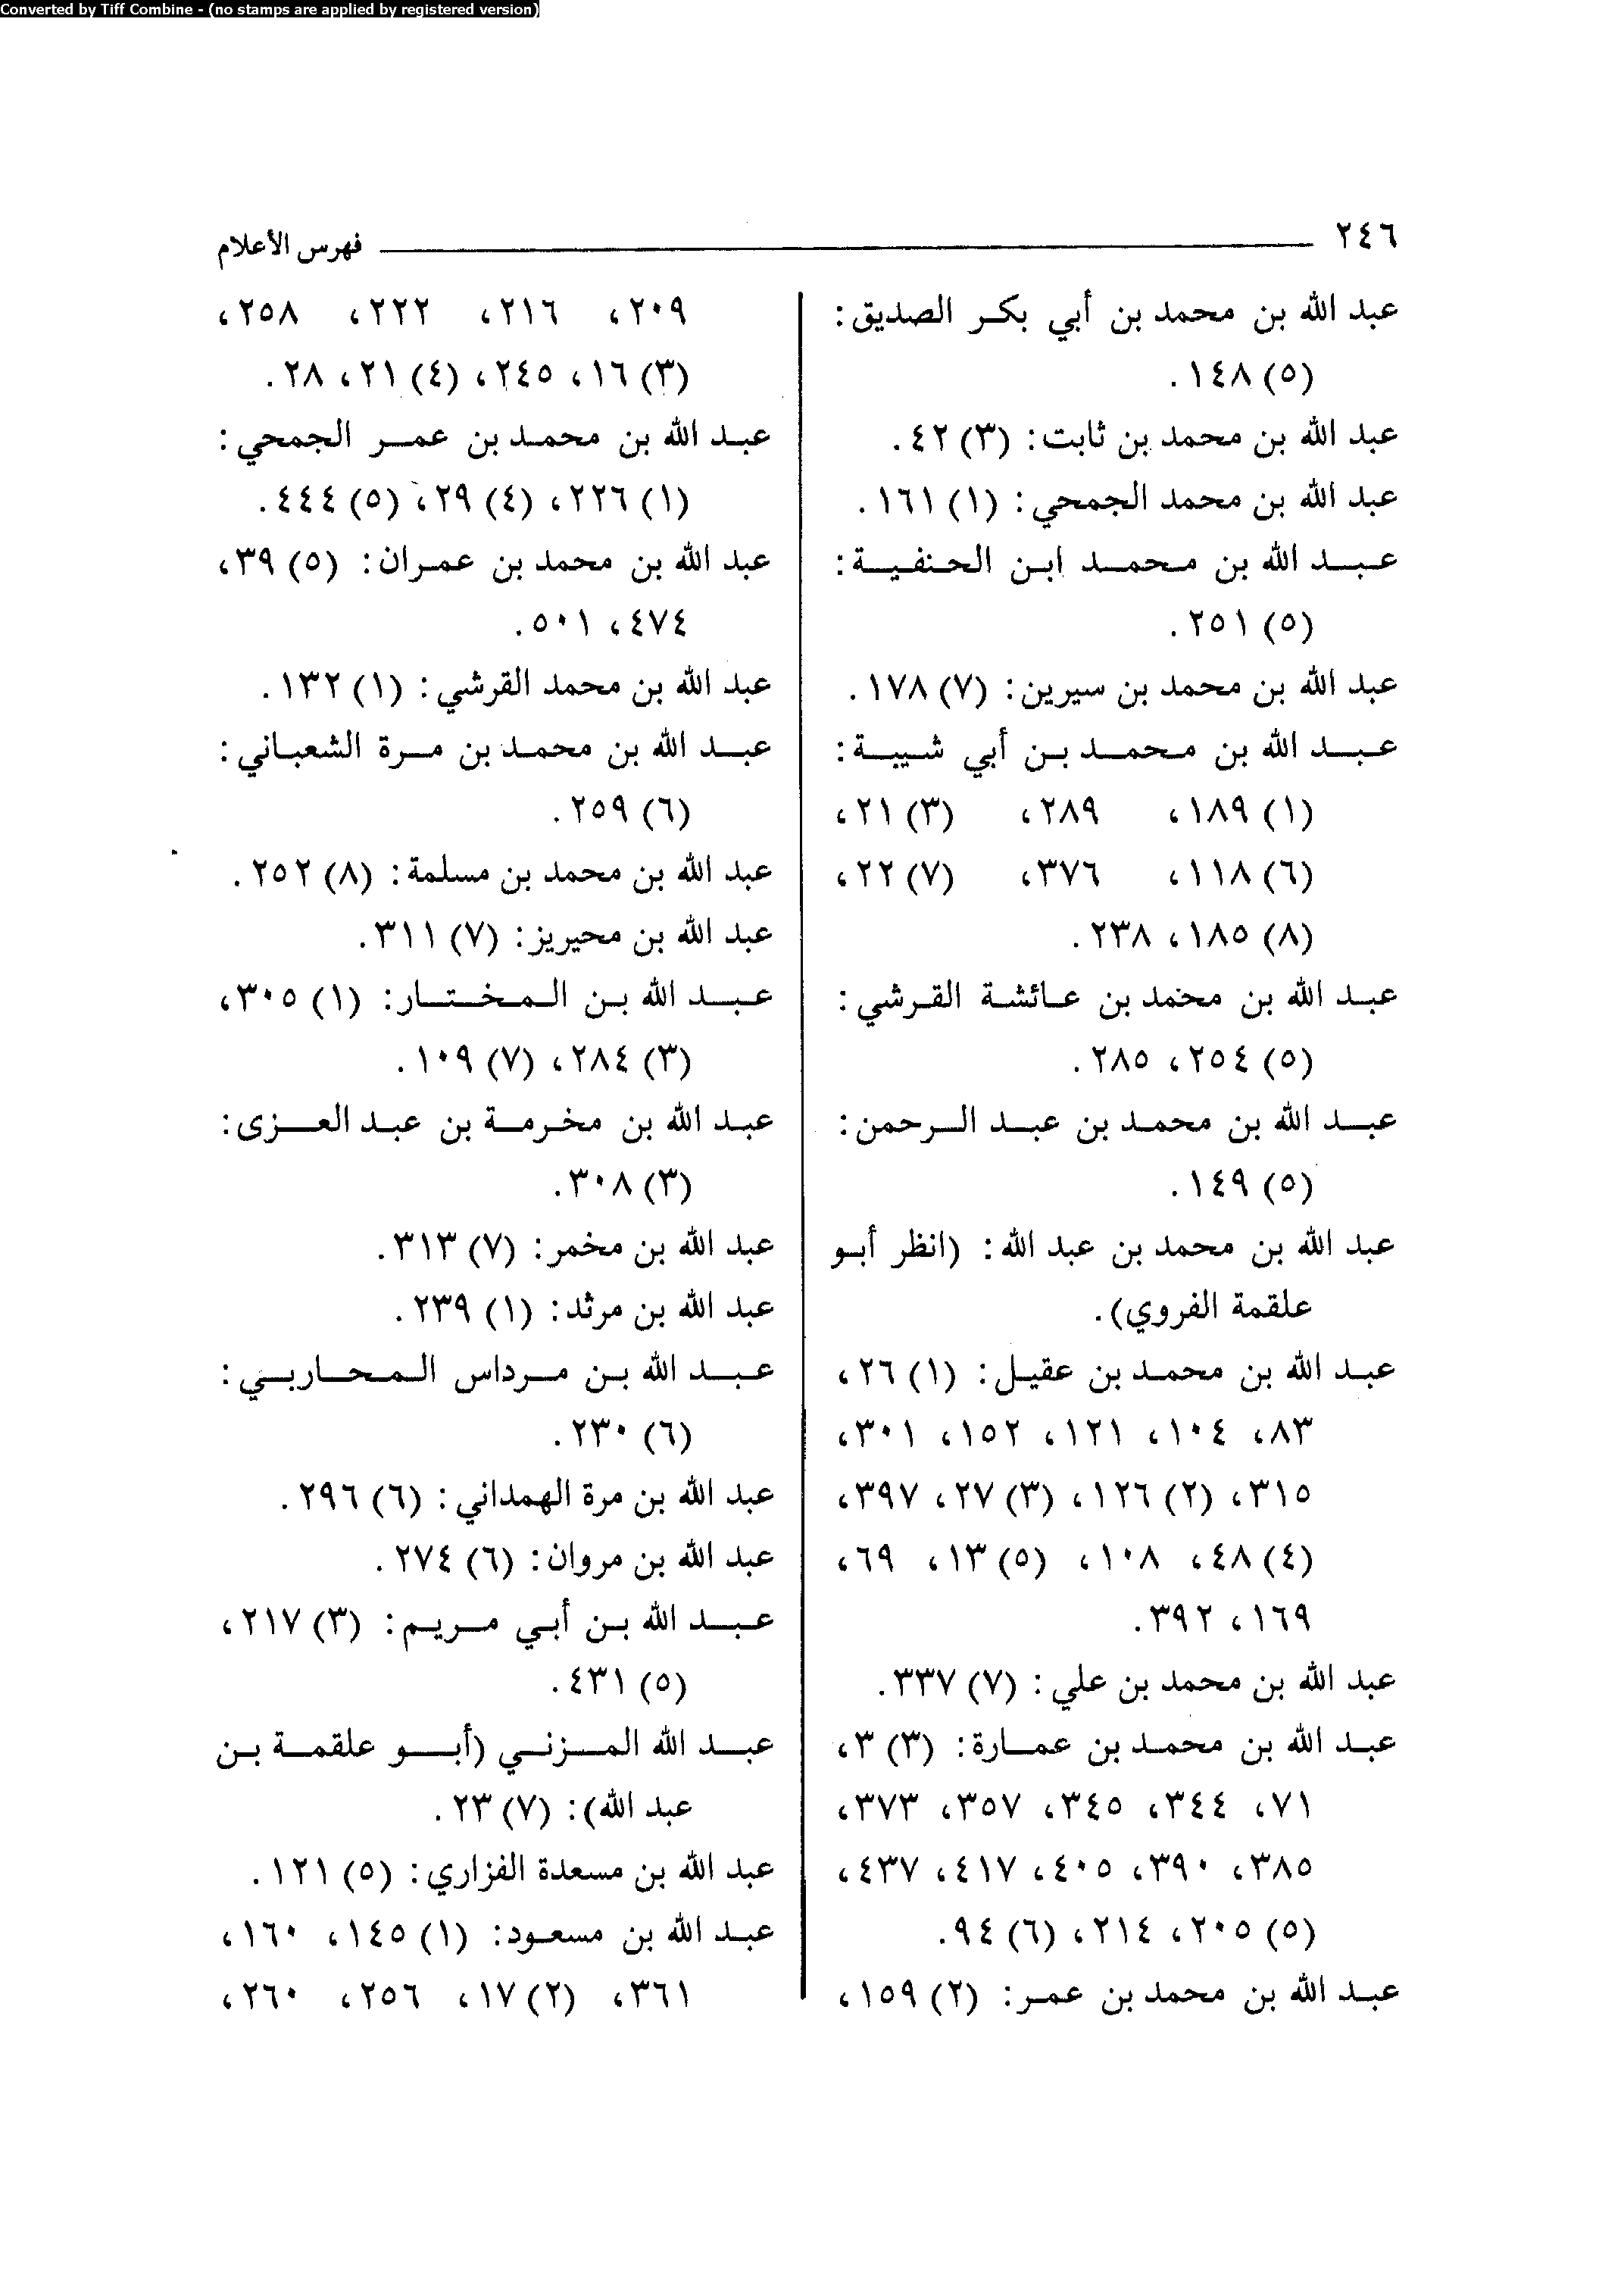 Converted by Tiff Combine - (no stamps are applied by registered version)
٢٤٦ فهرس الأعلام
عبد الله بن محمد بن أبي بكر الصديق:
(٥) ١٤٨.
عبد الله بن محمد بن ثابت: (٣) ٤٢.
عبد الله بن محمد الجمحي: (١) ١٦١.
عبد الله بن محمد ابن الحنفية:
(٥) ٢٥١.
عبد الله بن محمد بن سيرين: (٧) ١٧٨.
عبد الله بن محمد بن أبي شيبة:
(١) ١٨٩، ٢٨٩، (٣) ٢١،
(٦) ١١٨، ٣٧٦، (٧) ٢٢،
(٨) ١٨٥، ٢٣٨.
عبد الله بن محمد بن عائشة القرشي:
(٥) ٢٥٤، ٢٨٥.
عبد الله بن محمد بن عبد الرحمن:
(٥) ١٤٩.
عبد الله بن محمد بن عبد الله: (انظر أبو
علقمة الفروي).
عبد الله بن محمد بن عقيل: (١) ٢٦،
٨٣، ١٠٤، ١٢١، ١٥٢، ٣٠١،
٣١٥، (٢) ١٢٦، (٣) ٢٧، ٣٩٧،
(٤) ٤٨، ١٠٨، (٥) ١٣، ٦٩،
١٦٩، ٣٩٢.
عبد الله بن محمد بن علي: (٧) ٣٣٧.
عبد الله بن محمد بن عمارة: (٣) ٣،
٧١، ٣٤٤، ٣٤٥، ٣٥٧، ٣٧٣،
٣٨٥، ٣٩٠، ٤٠٥، ٤١٧، ٤٣٧،
(٥) ٢٠٥، ٢١٤، (٦) ٩٤.
عبد الله بن محمد بن عمر: (٢) ١٥٩،
٢٠٩، ٢١٦، ٢٢٢، ٢٥٨،
(٣) ١٦، ٢٤٥، (٤) ٢١، ٢٨.
عبد الله بن محمد بن عمر الجمحي:
(١) ٢٢٦، (٤) ٢٩، (٥) ٤٤٤.
عبد الله بن محمد بن عمران: (٥) ٣٩،
٤٧٤، ٥٠١.
عبد الله بن محمد القرشي: (١) ١٣٢.
عبد الله بن محمد بن مرة الشعباني:
(٦) ٢٥٩.
عبد الله بن محمد بن مسلمة: (٨) ٢٥٢.
عبد الله بن محيريز: (٧) ٣١١.
عبد الله بن المختار: (١) ٣٠٥،
(٣) ٢٨٤، (٧) ١٠٩.
عبد الله بن مخرمة بن عبد العزى:
(٣) ٣٠٨.
عبد الله بن مخمر: (٧) ٣١٣.
عبد الله بن مرثد: (١) ٢٣٩.
عبد الله بن مرداس المحاربي:
(٦) ٢٣٠.
عبد الله بن مرة الهمداني: (٦) ٢٩٦.
عبد الله بن مروان: (٦) ٢٧٤.
عبد الله بن أبي مريم: (٣) ٢١٧،
(٥) ٤٣١.
عبد الله المزني (أبو علقمة بن
عبد الله): (٧) ٢٣.
عبد الله بن مسعدة الفزاري: (٥) ١٢١.
عبد الله بن مسعود: (١) ١٤٥، ١٦٠،
٣٦١، (٢) ١٧، ٢٥٦، ٢٦٠،